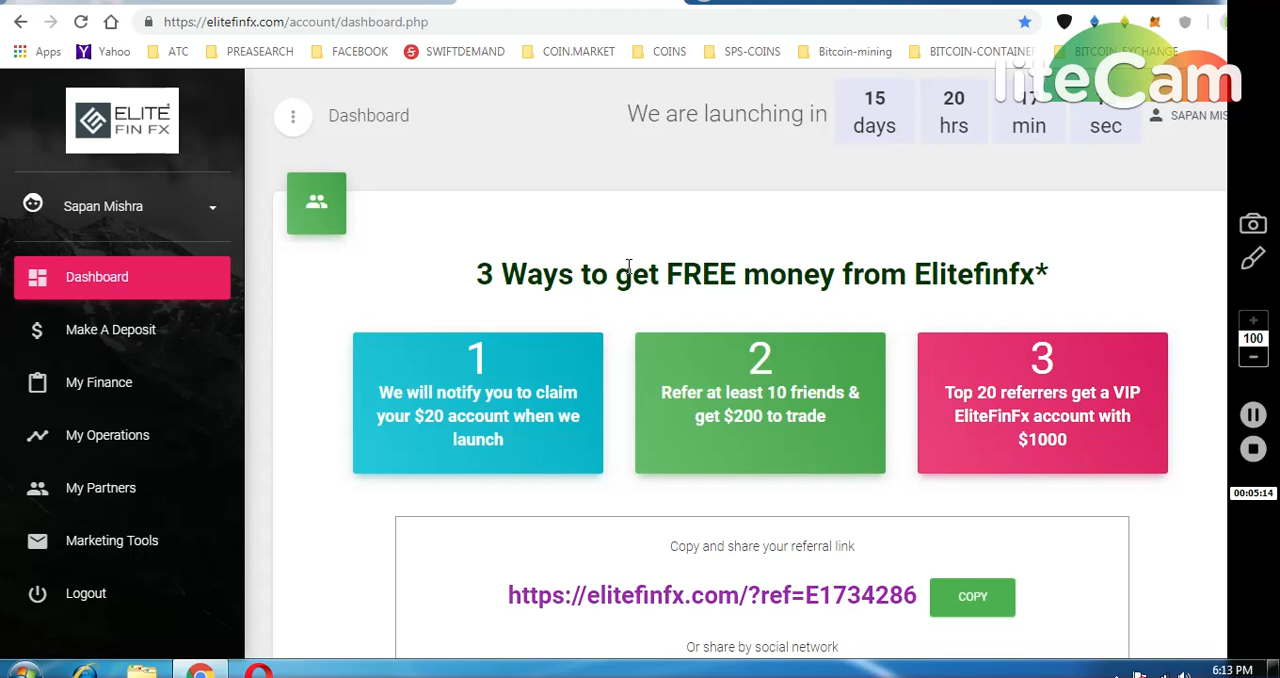 https://elitefinfx.com/account/dashboard.php
Apps Yahoo ATC PREASEARCH FACEBOOK SWIFTDEMAND COIN.MARKET COINS SPS-COINS Bitcoin-mining BITCOIN-CONTAINE BITCOIN-EXCHANGE
liteCam
ELITE
FIN FX
Dashboard
We are launching in
15
days
20
hrs
17
min
sec
SAPAN MIS
Sapan Mishra
Dashboard
Make A Deposit
My Finance
My Operations
My Partners
Marketing Tools
Logout
3 Ways to get FREE money from Elitefinfx*
1
We will notify you to claim
your $20 account when we
launch
2
Refer at least 10 friends &
get $200 to trade
3
Top 20 referrers get a VIP
EliteFinFx account with
$1000
Copy and share your referral link
https://elitefinfx.com/?ref=E1734286
COPY
Or share by social network
100
00:05:14
6:13 PM